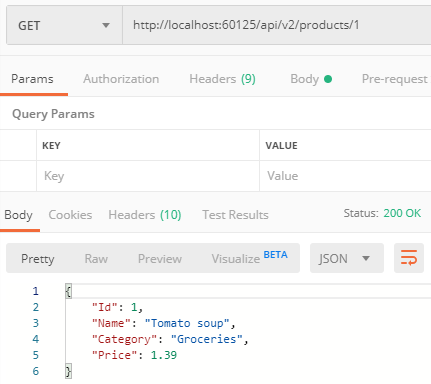 GET http://localhost:60125/api/v2/products/1
Params Authorization Headers (9) Body Pre-request
Query Params
KEY VALUE
Key Value
Body Cookies Headers (10) Test Results Status: 200 OK
Pretty Raw Preview Visualize BETA JSON
1 {
2 "Id": 1,
3 "Name": "Tomato soup",
4 "Category": "Groceries",
5 "Price": 1.39
6 }